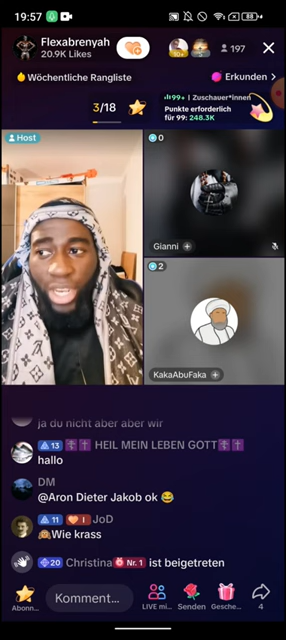 19:57
88
Flexabrenyah
20.9K Likes
10+
197
Wöchentliche Rangliste
Erkunden >
3/18
99+ | Zuschauer*innen
Punkte erforderlich
für 99: 248.3K
Host
0
Gianni +
2
KakaAbuFaka +
ja du nicht aber aber wir
13 HEIL MEIN LEBEN GOTT
hallo
DM
@Aron Dieter Jakob ok 😂
11 I JoD
🙈Wie krass
20 Christina Nr. 1 ist beigetreten
Abonn...
Komment...
LIVE mi...
Senden
Gesche...
4